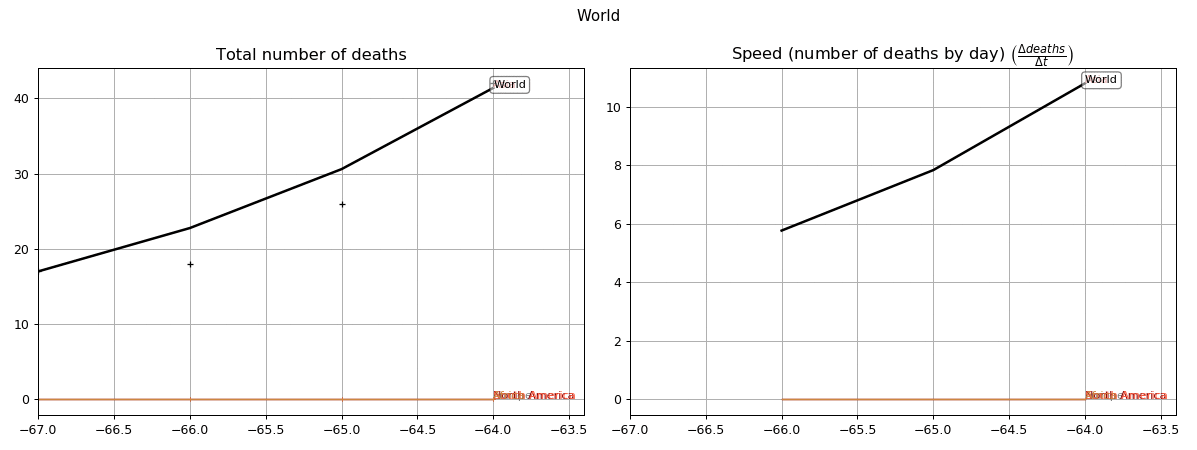 World
Total number of deaths
World
North America
40
30
20
10
0
−67.0 −66.5 −66.0 −65.5 −65.0 −64.5 −64.0 −63.5
Speed (number of deaths by day) (Δdeaths/Δt)
World
North America
10
8
6
4
2
0
−67.0 −66.5 −66.0 −65.5 −65.0 −64.5 −64.0 −63.5